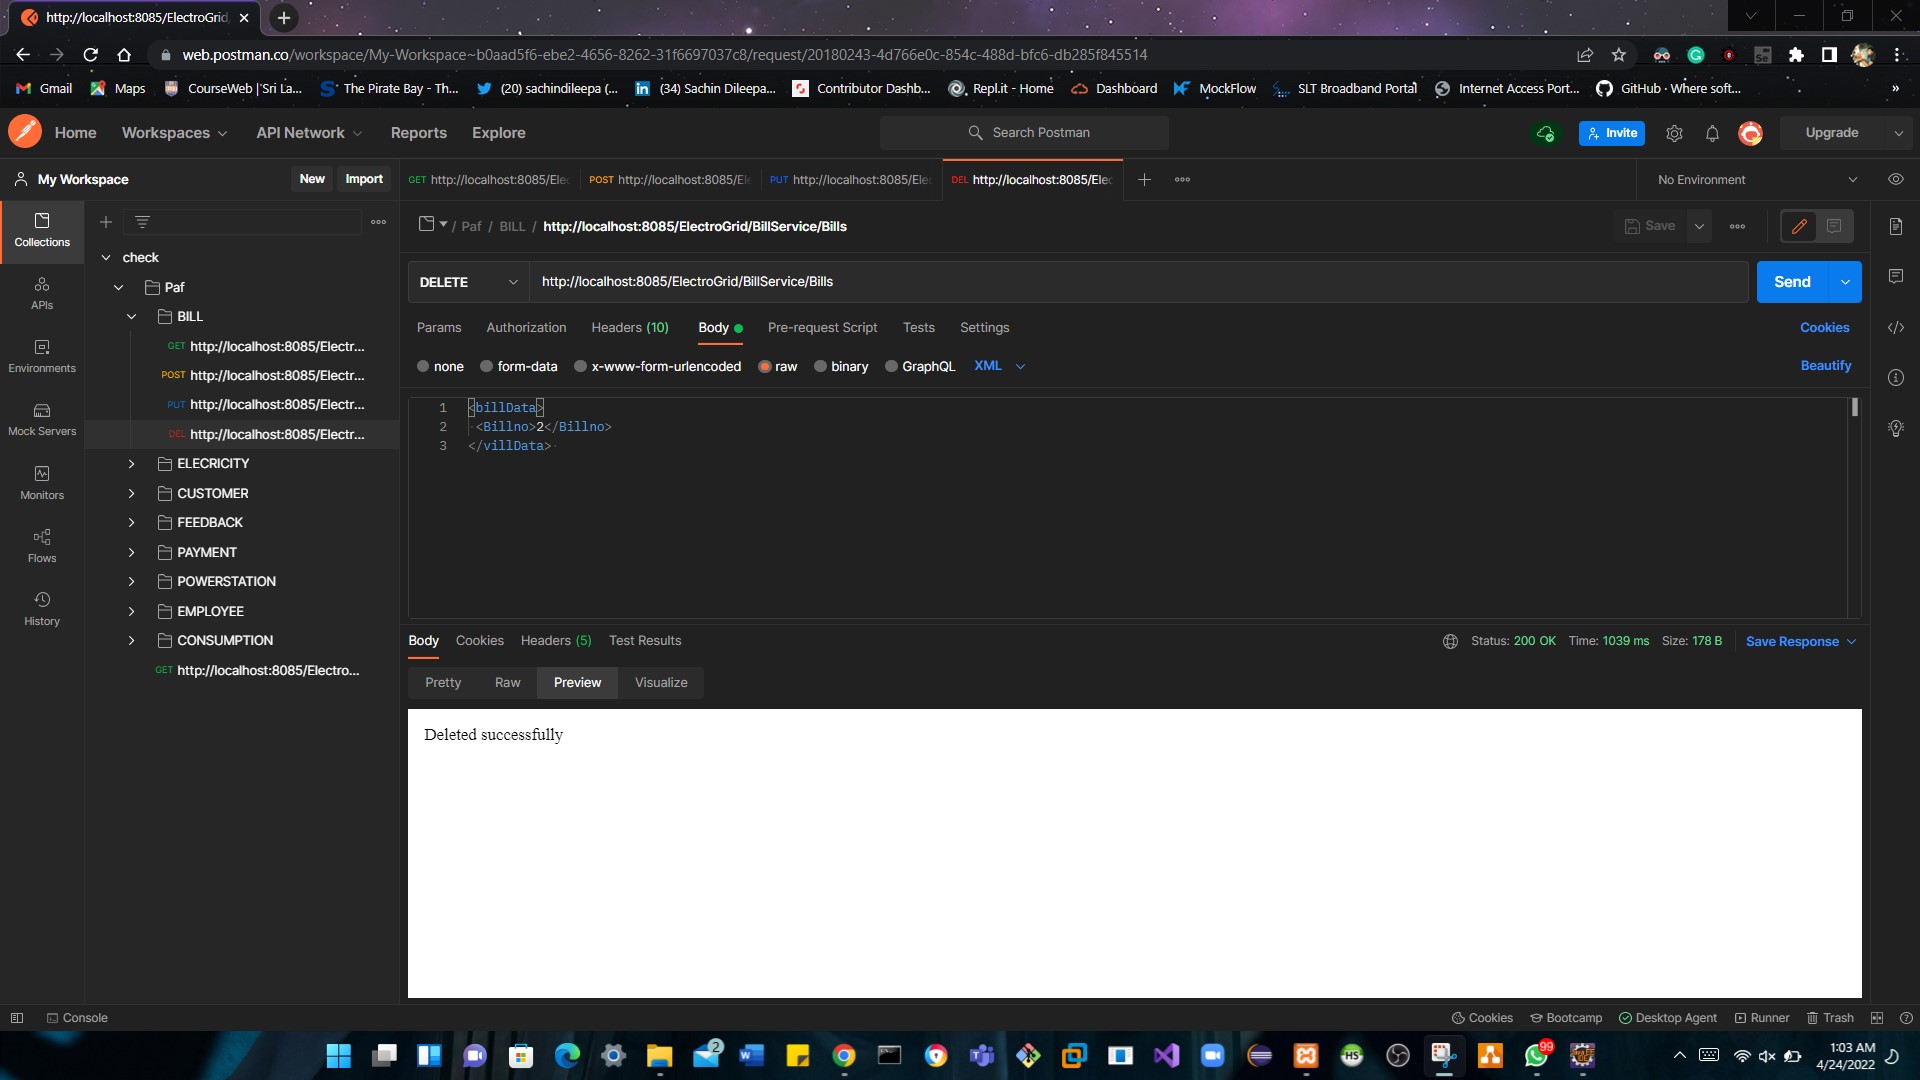 http://localhost:8085/ElectroGrid
web.postman.co/workspace/My-Workspace~b0aad5f6-ebe2-4656-8262-31f6697037c8/request/20180243-4d766e0c-854c-488d-bfc6-db285f845514
Gmail Maps CourseWeb | Sri La... The Pirate Bay - Th... (20) sachindileepa (... (34) Sachin Dileepa... Contributor Dashb... Repl.it - Home Dashboard MockFlow SLT Broadband Portal Internet Access Port... GitHub · Where soft... »
Home Workspaces API Network Reports Explore Search Postman Invite Upgrade
My Workspace New Import
GET http://localhost:8085/Ele POST http://localhost:8085/El PUT http://localhost:8085/Ele DEL http://localhost:8085/Elec No Environment
Collections
APIs
Environments
Mock Servers
Monitors
Flows
History
check
Paf
BILL
GET http://localhost:8085/Electr...
POST http://localhost:8085/Electr...
PUT http://localhost:8085/Electr...
DEL http://localhost:8085/Electr...
ELECRICITY
CUSTOMER
FEEDBACK
PAYMENT
POWERSTATION
EMPLOYEE
CONSUMPTION
GET http://localhost:8085/Electro...
/ Paf / BILL / http://localhost:8085/ElectroGrid/BillService/Bills Save
DELETE http://localhost:8085/ElectroGrid/BillService/Bills Send
Params Authorization Headers (10) Body Pre-request Script Tests Settings Cookies
none form-data x-www-form-urlencoded raw binary GraphQL XML Beautify
1 <billData>
2 <Billno>2</Billno>
3 </villData>
Body Cookies Headers (5) Test Results Status: 200 OK Time: 1039 ms Size: 178 B Save Response
Pretty Raw Preview Visualize
Deleted successfully
Console Cookies Bootcamp Desktop Agent Runner Trash
2
HS
99
1:03 AM
4/24/2022